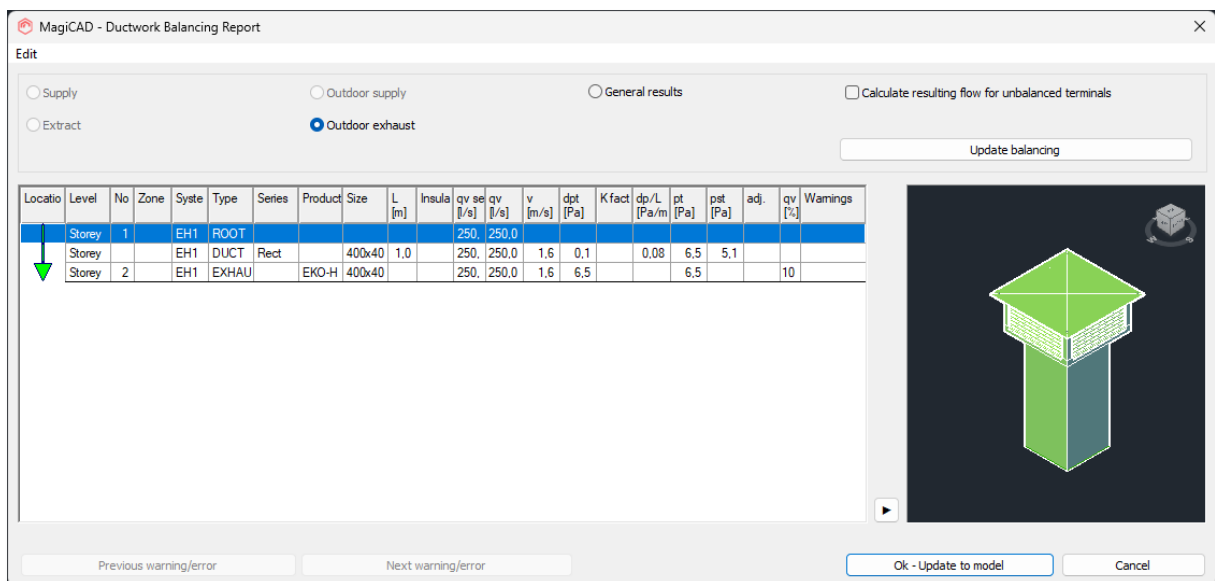 MagiCAD - Ductwork Balancing Report
Edit
Supply Outdoor supply General results Calculate resulting flow for unbalanced terminals
Extract Outdoor exhaust
Update balancing
Locatio Level No Zone Syste Type Series Product Size L [m] Insula qv se [l/s] qv [l/s] v [m/s] dpt [Pa] K fact dp/L [Pa/m pt [Pa] pst [Pa] adj. qv [%] Warnings
Storey 1 EH1 ROOT 250, 250,0
Storey EH1 DUCT Rect 400x40 1,0 250, 250,0 1,6 0,1 0,08 6,5 5,1
Storey 2 EH1 EXHAU EKO-H 400x40 250, 250,0 1,6 6,5 6,5 10
Previous warning/error Next warning/error Ok - Update to model Cancel